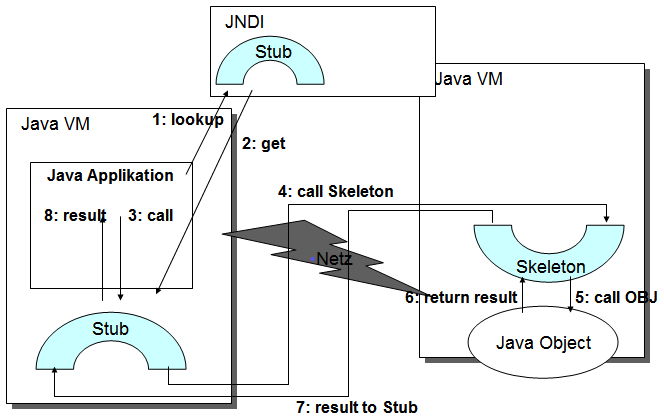 JNDI
Stub
Java VM
Java VM
1: lookup
2: get
Java Applikation
4: call Skeleton
8: result
3: call
Netz
Skeleton
6: return result
5: call OBJ
Stub
Java Object
7: result to Stub